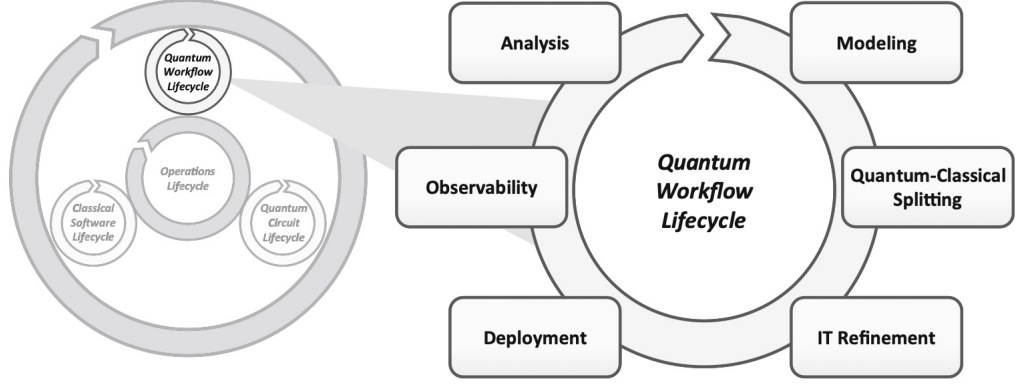 Quantum
Workflow
Lifecycle
Operations
Lifecycle
Classical
Software
Lifecycle
Quantum
Circuit
Lifecycle
Analysis
Modeling
Observability
Quantum
Workflow
Lifecycle
Quantum-Classical
Splitting
Deployment
IT Refinement